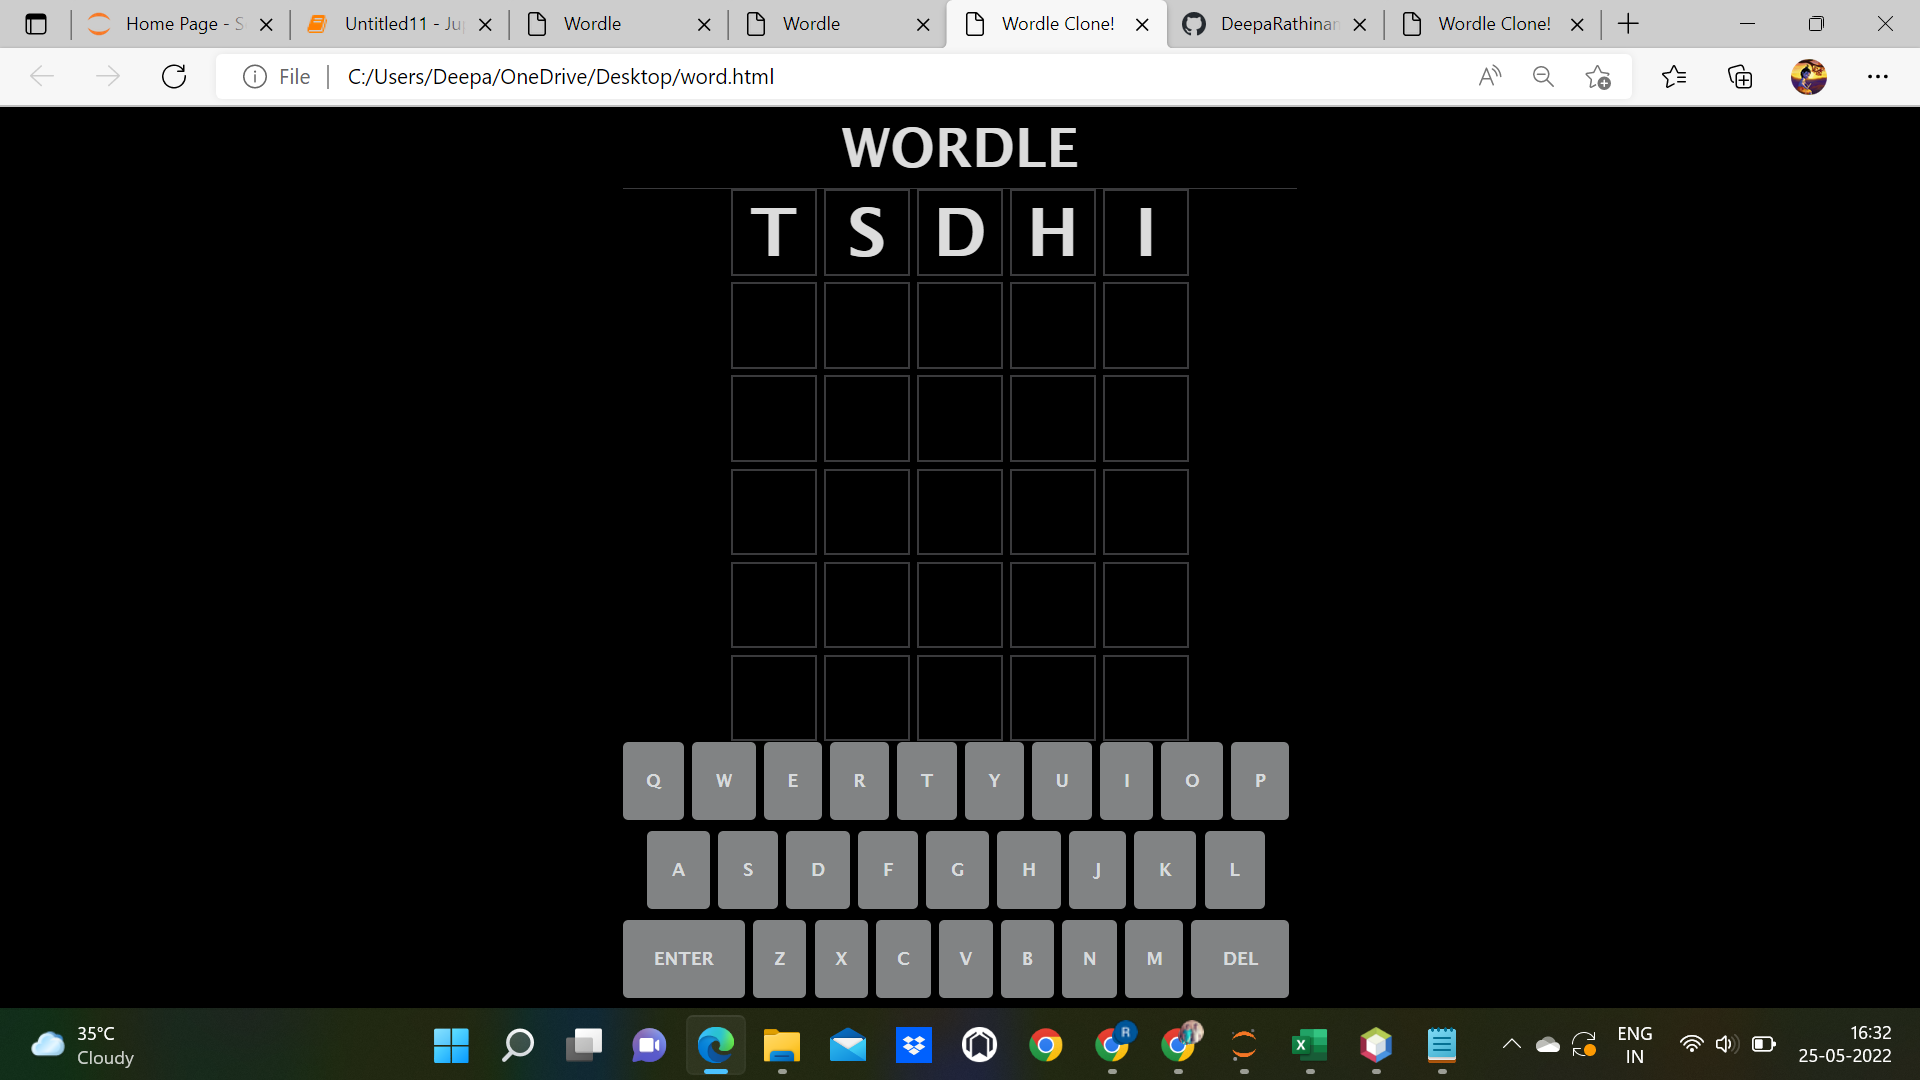 Home Page - S
Untitled11 - Ju
Wordle
Wordle
Wordle Clone!
DeepaRathinam
Wordle Clone!
File
C:/Users/Deepa/OneDrive/Desktop/word.html
WORDLE
T S D H I
Q W E R T Y U I O P
A S D F G H J K L
ENTER Z X C V B N M DEL
35°C
Cloudy
R
X
ENG
IN
16:32
25-05-2022